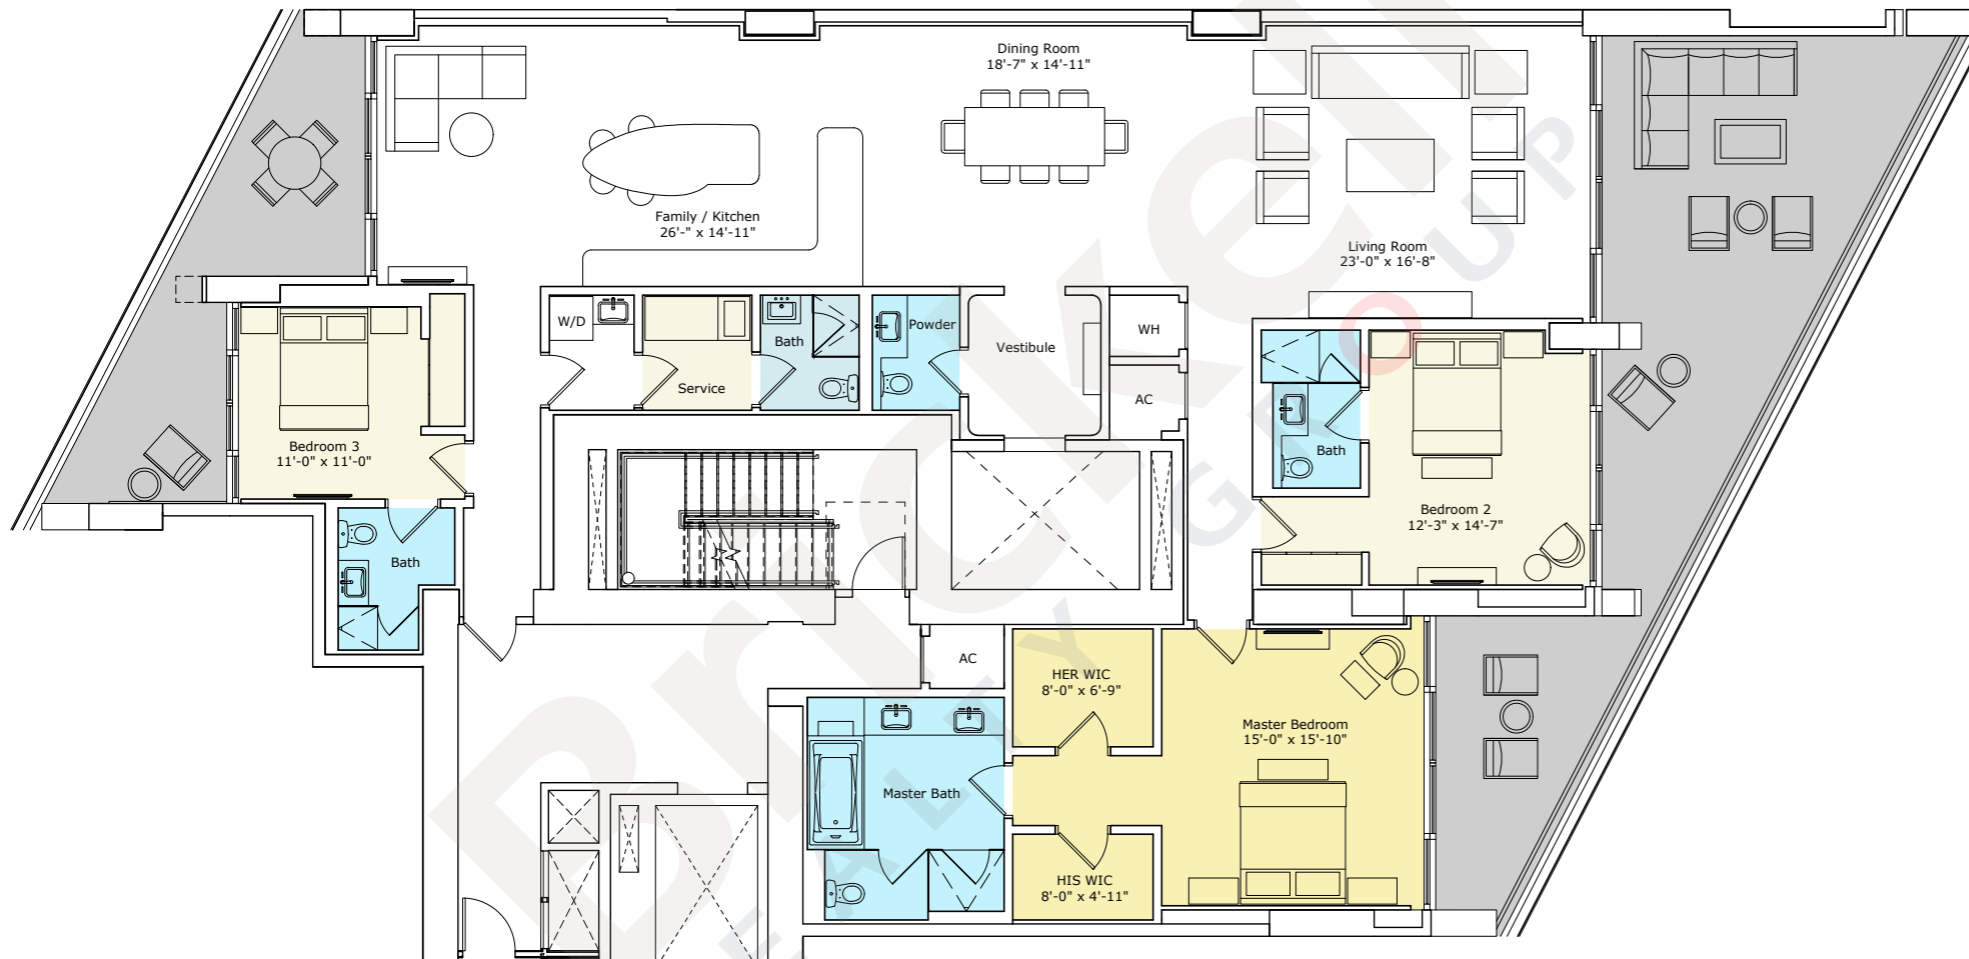 Dining Room
18'-7" x 14'-11"
Family / Kitchen
26'-" x 14'-11"
Living Room
23'-0" x 16'-8"
W/D
Service
Bath
Powder
Vestibule
WH
AC
Bedroom 3
11'-0" x 11'-0"
Bath
Bath
Bedroom 2
12'-3" x 14'-7"
AC
HER WIC
8'-0" x 6'-9"
Master Bedroom
15'-0" x 15'-10"
Master Bath
HIS WIC
8'-0" x 4'-11"
Brickell
REALTY GROUP